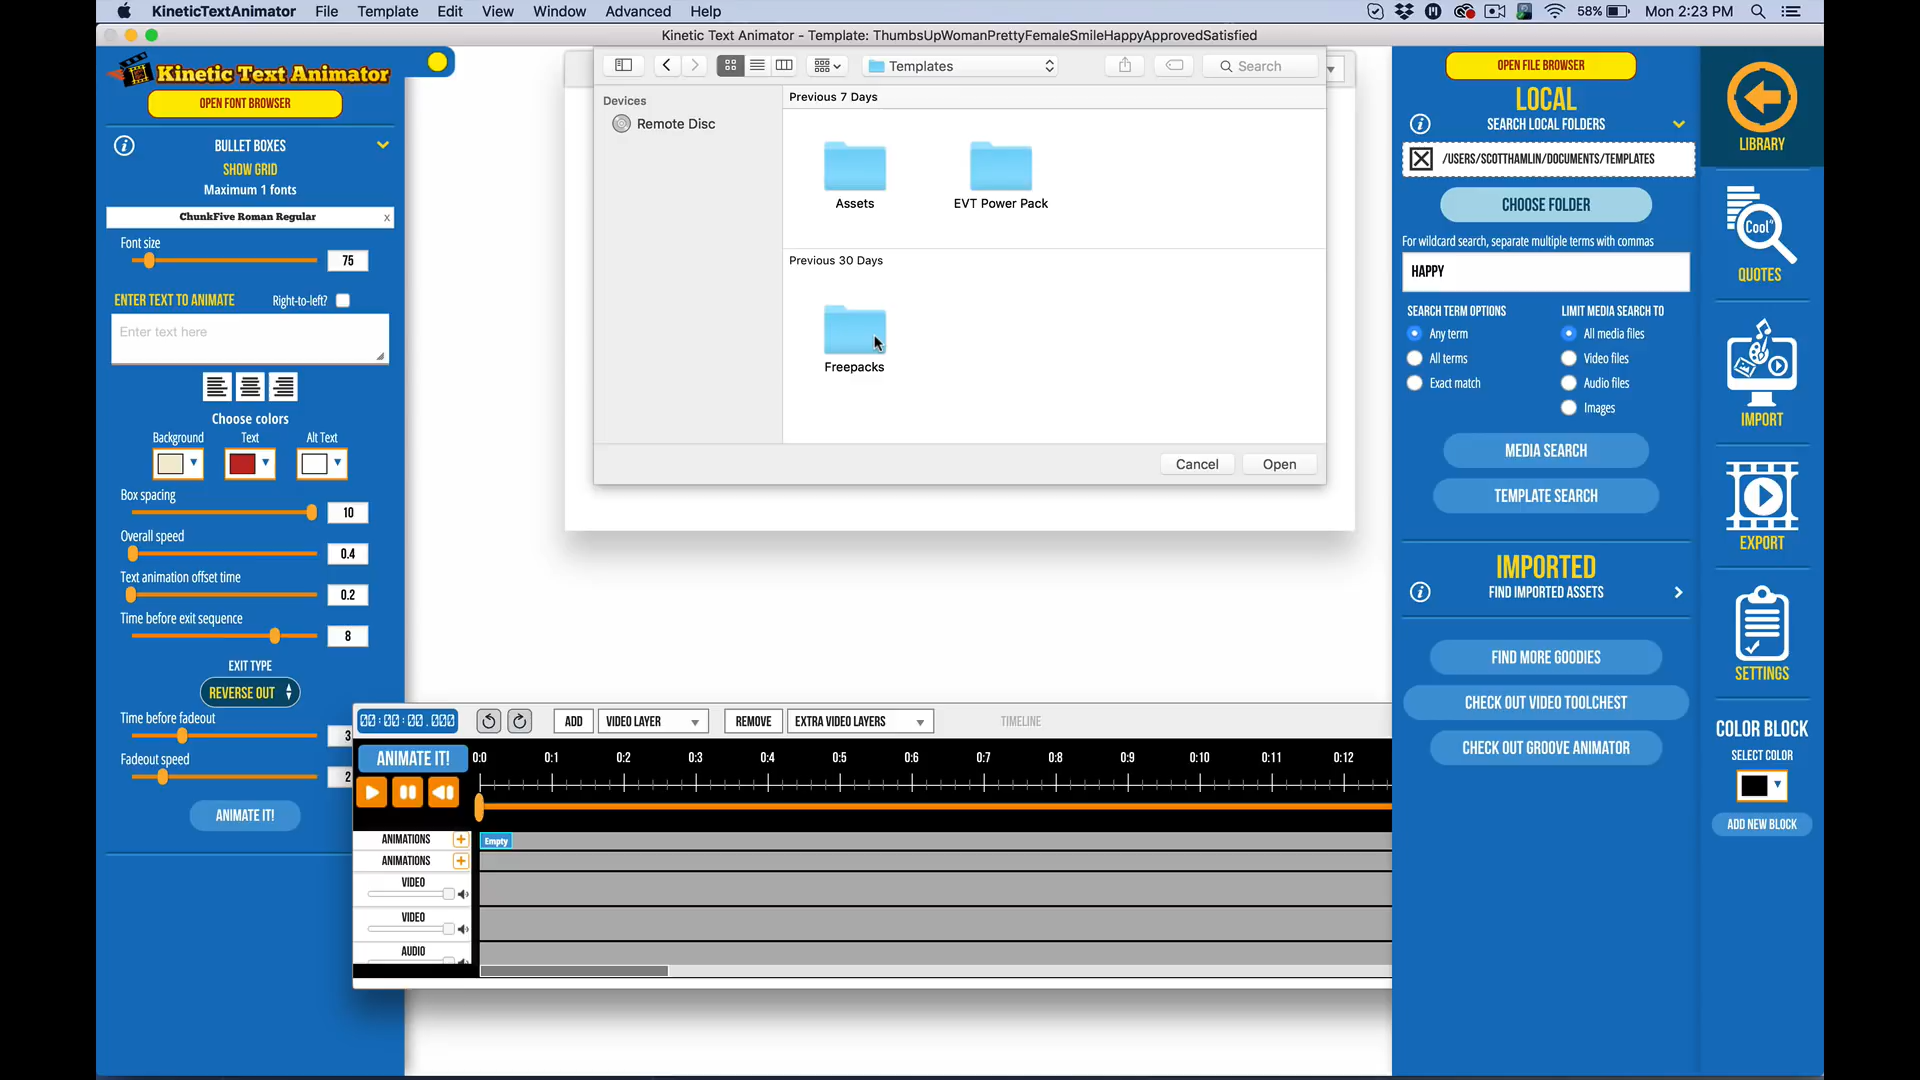 KineticTextAnimator File Template Edit View Window Advanced Help
58% Mon 2:23 PM
Kinetic Text Animator - Template: ThumbsUpWomanPrettyFemaleSmileHappyApprovedSatisfied
Kinetic Text Animator
OPEN FONT BROWSER
BULLET BOXES
SHOW GRID
Maximum 1 fonts
ChunkFive Roman Regular x
Font size
75
ENTER TEXT TO ANIMATE Right-to-left?
Enter text here
Choose colors
Background Text Alt Text
Box spacing
10
Overall speed
0.4
Text animation offset time
0.2
Time before exit sequence
8
EXIT TYPE
REVERSE OUT
Time before fadeout
3
Fadeout speed
2
ANIMATE IT!
Templates
Search
Devices
Remote Disc
Previous 7 Days
Assets
EVT Power Pack
Previous 30 Days
Freepacks
Cancel
Open
00:00:00.000
ADD VIDEO LAYER REMOVE EXTRA VIDEO LAYERS TIMELINE
ANIMATE IT!
0:0 0:1 0:2 0:3 0:4 0:5 0:6 0:7 0:8 0:9 0:10 0:11 0:12
ANIMATIONS +
Empty
ANIMATIONS +
VIDEO
VIDEO
AUDIO
OPEN FILE BROWSER
LOCAL
SEARCH LOCAL FOLDERS
/USERS/SCOTTHAMLIN/DOCUMENTS/TEMPLATES
CHOOSE FOLDER
For wildcard search, separate multiple terms with commas
HAPPY
SEARCH TERM OPTIONS
Any term
All terms
Exact match
LIMIT MEDIA SEARCH TO
All media files
Video files
Audio files
Images
MEDIA SEARCH
TEMPLATE SEARCH
IMPORTED
FIND IMPORTED ASSETS
FIND MORE GOODIES
CHECK OUT VIDEO TOOLCHEST
CHECK OUT GROOVE ANIMATOR
LIBRARY
Cool"
QUOTES
IMPORT
EXPORT
SETTINGS
COLOR BLOCK
SELECT COLOR
ADD NEW BLOCK